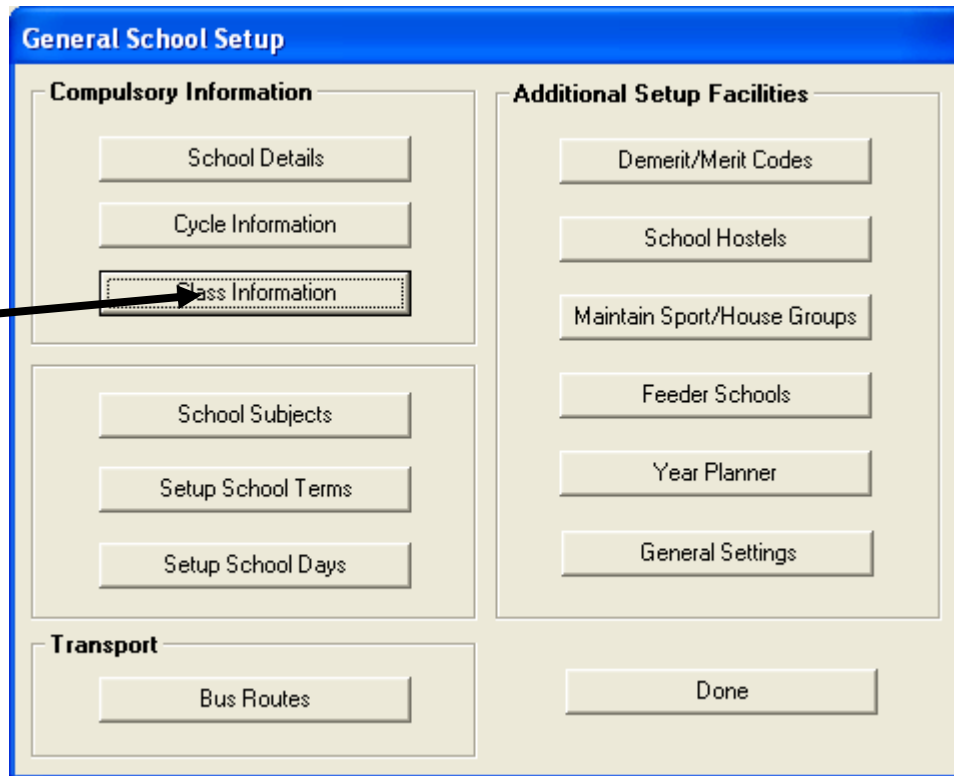 General School Setup
Compulsory Information
School Details
Cycle Information
Class Information
School Subjects
Setup School Terms
Setup School Days
Transport
Bus Routes
Additional Setup Facilities
Demerit/Merit Codes
School Hostels
Maintain Sport/House Groups
Feeder Schools
Year Planner
General Settings
Done